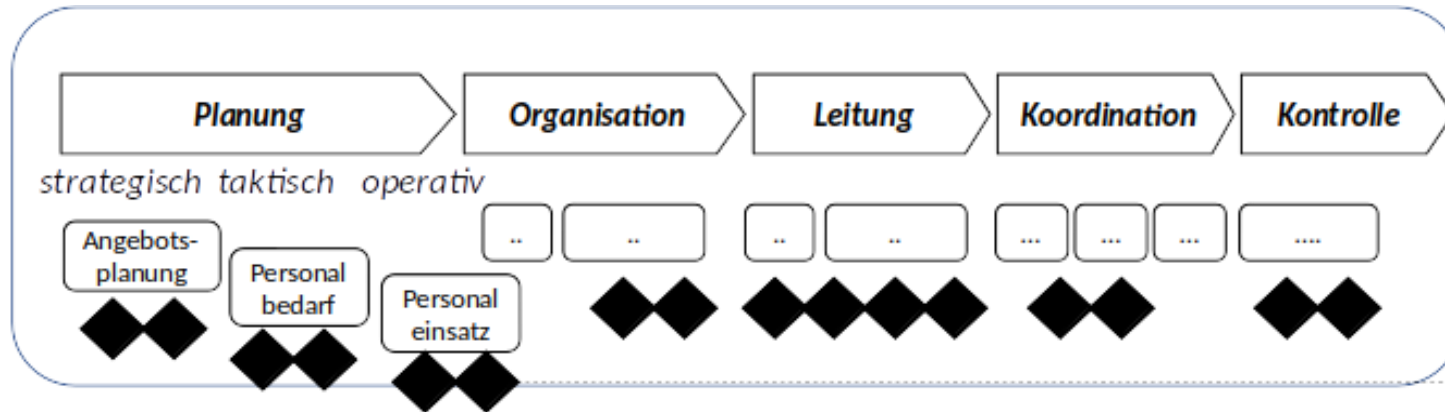 Planung
Organisation
Leitung
Koordination
Kontrolle
strategisch taktisch operativ
Angebots-
planung
Personal
bedarf
Personal
einsatz
..
..
..
..
...
...
...
....